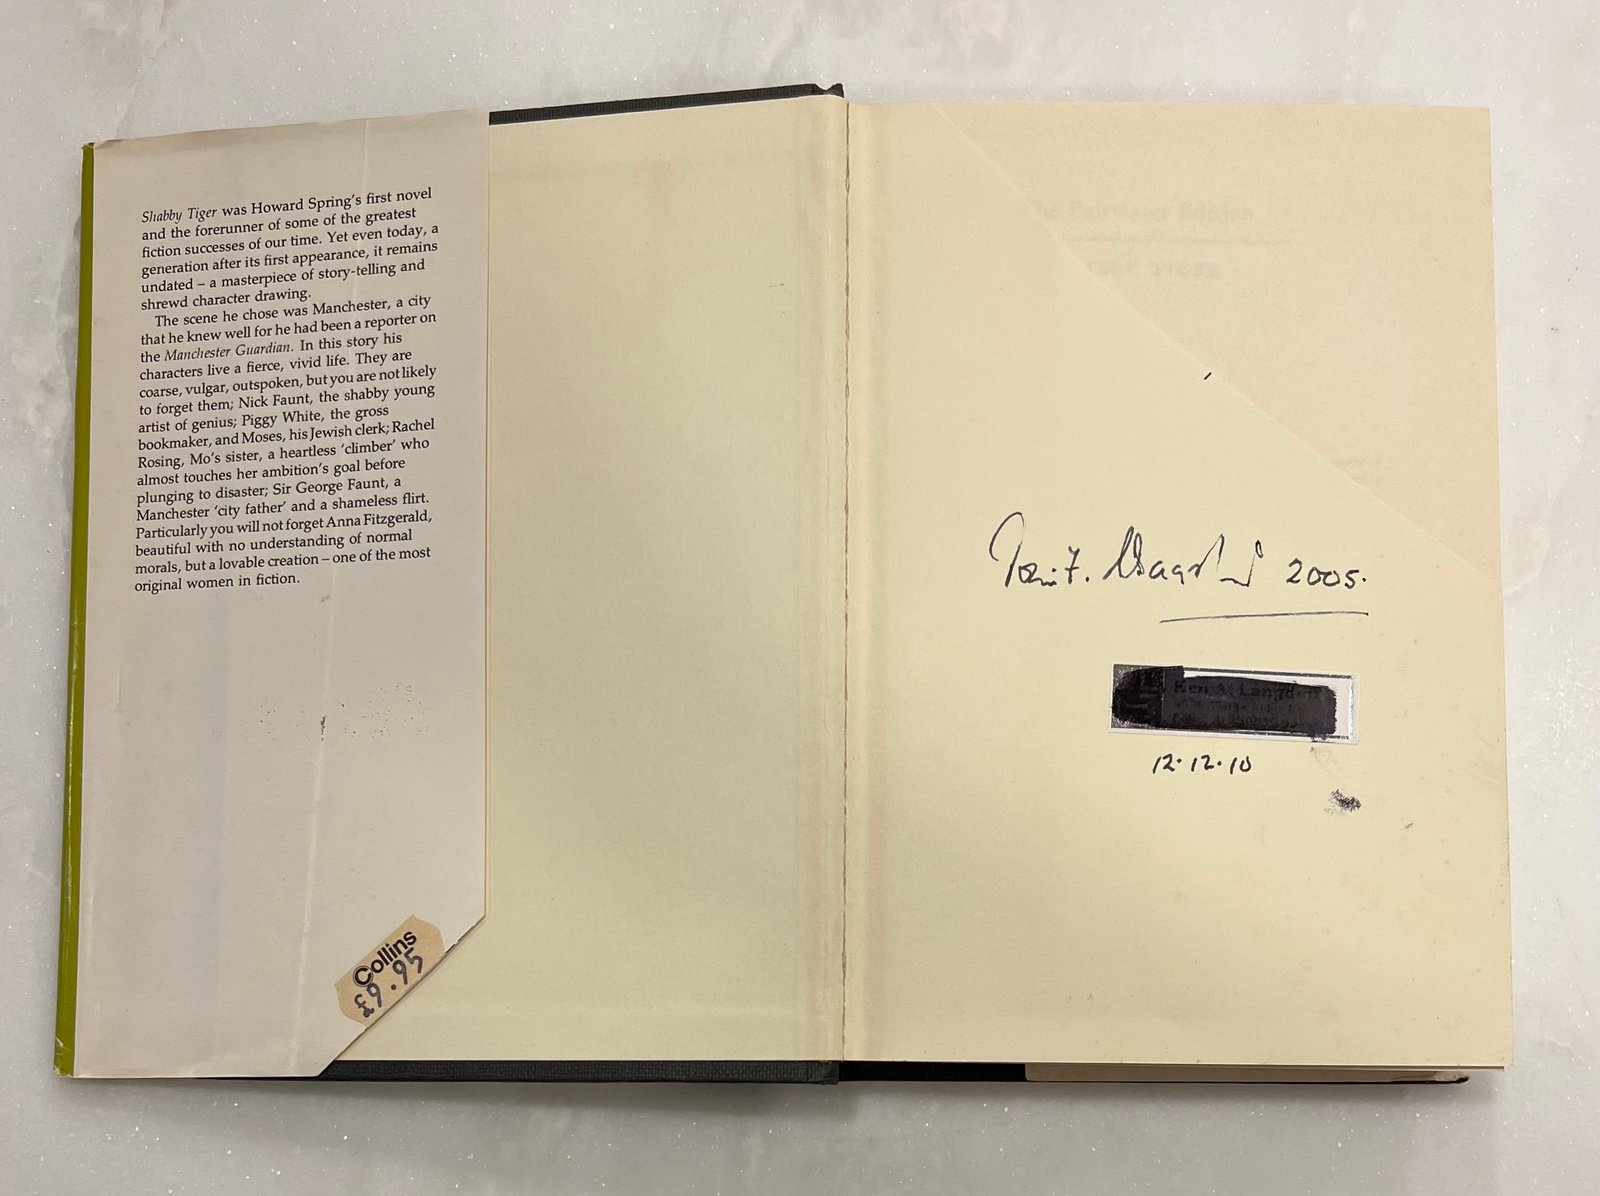 Shabby Tiger was Howard Spring's first novel
and the forerunner of some of the greatest
fiction successes of our time. Yet even today, a
generation after its first appearance, it remains
undated – a masterpiece of story-telling and
shrewd character drawing.
The scene he chose was Manchester, a city
that he knew well for he had been a reporter on
the Manchester Guardian. In this story his
characters live a fierce, vivid life. They are
coarse, vulgar, outspoken, but you are not likely
to forget them; Nick Faunt, the shabby young
artist of genius; Piggy White, the gross
bookmaker, and Moses, his Jewish clerk; Rachel
Rosing, Mo's sister, a heartless 'climber' who
almost touches her ambition's goal before
plunging to disaster; Sir George Faunt, a
Manchester 'city father' and a shameless flirt.
Particularly you will not forget Anna Fitzgerald,
beautiful with no understanding of normal
morals, but a lovable creation – one of the most
original women in fiction.
Collins
£9.95
2005.
12.12.10